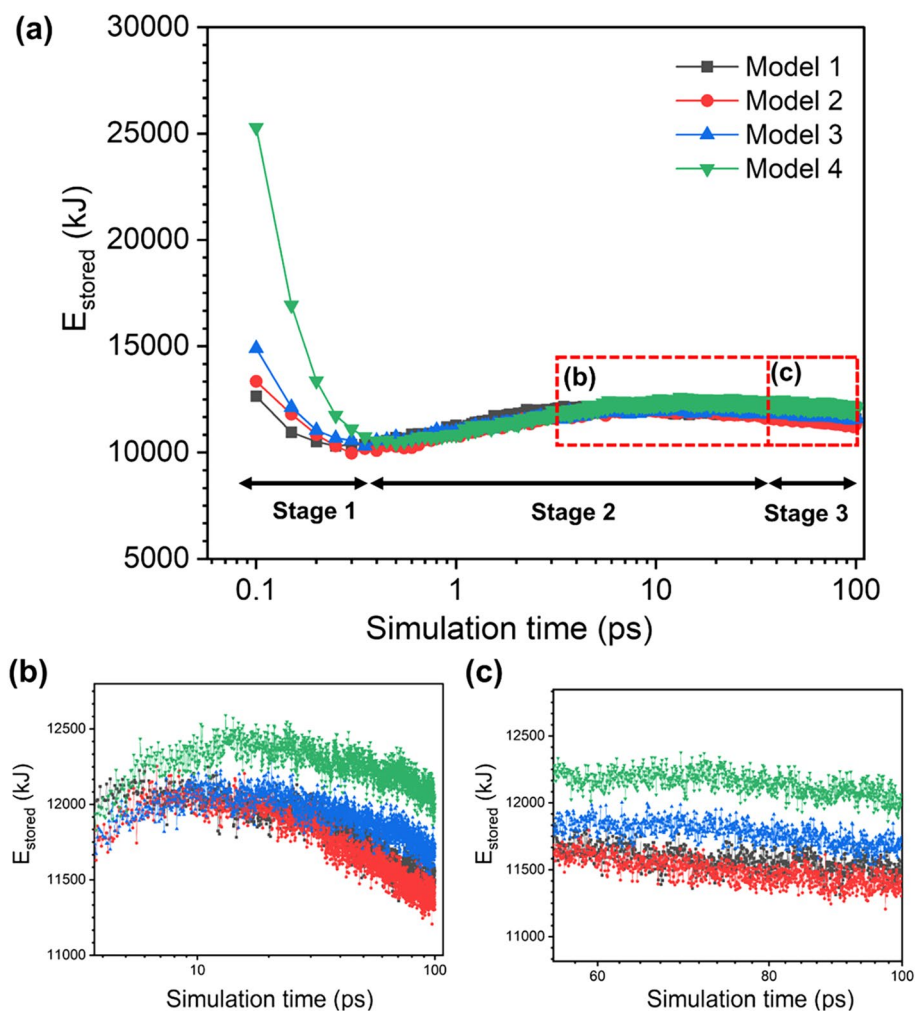 (a)
30000
25000
20000
15000
10000
5000
E_stored (kJ)
Model 1
Model 2
Model 3
Model 4
(b)
(c)
Stage 1
Stage 2
Stage 3
0.1
1
10
100
Simulation time (ps)
(b)
12500
12000
11500
11000
E_stored (kJ)
10
100
Simulation time (ps)
(c)
12500
12000
11500
11000
E_stored (kJ)
60
80
100
Simulation time (ps)